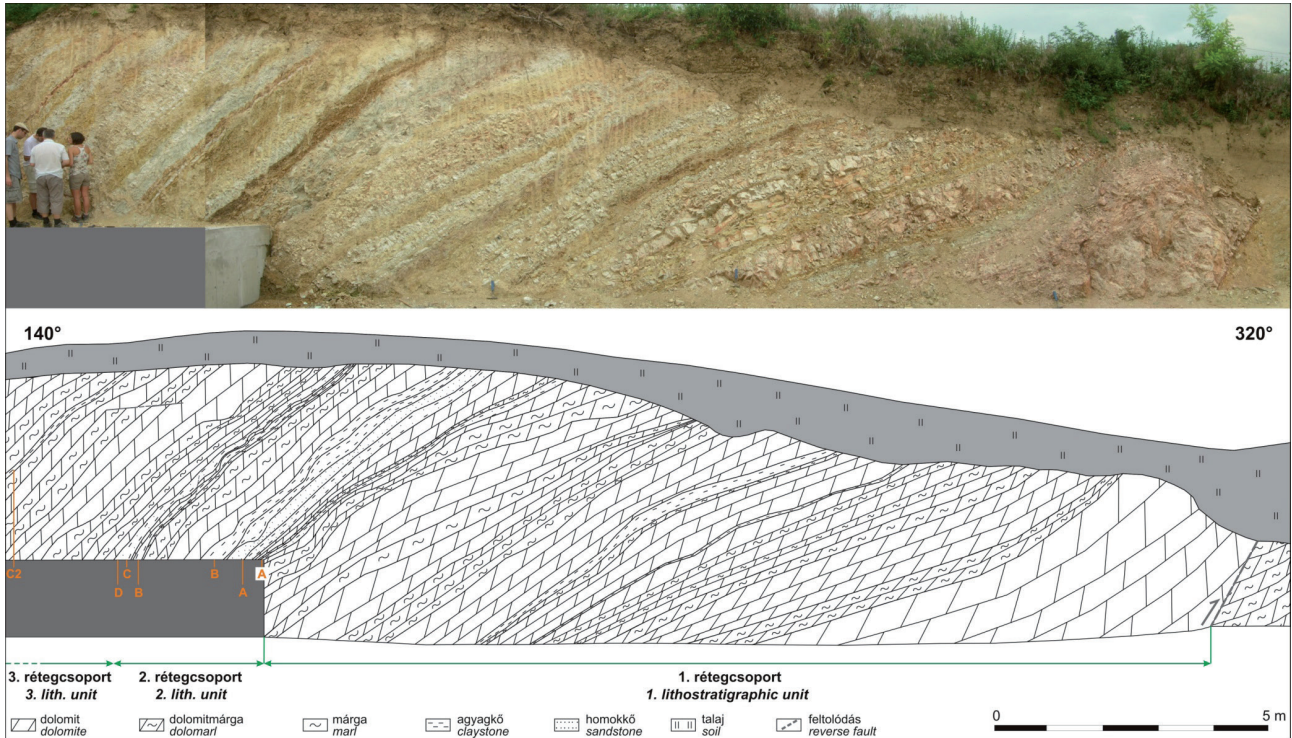 140°
320°
C2
D
C
B
B
A
A
3. rétegcsoport
3. lith. unit
2. rétegcsoport
2. lith. unit
1. rétegcsoport
1. lithostratigraphic unit
dolomit
dolomite
dolomitmárga
dolomarl
márga
marl
agyagkő
claystone
homokkő
sandstone
talaj
soil
feltolódás
reverse fault
0
5 m